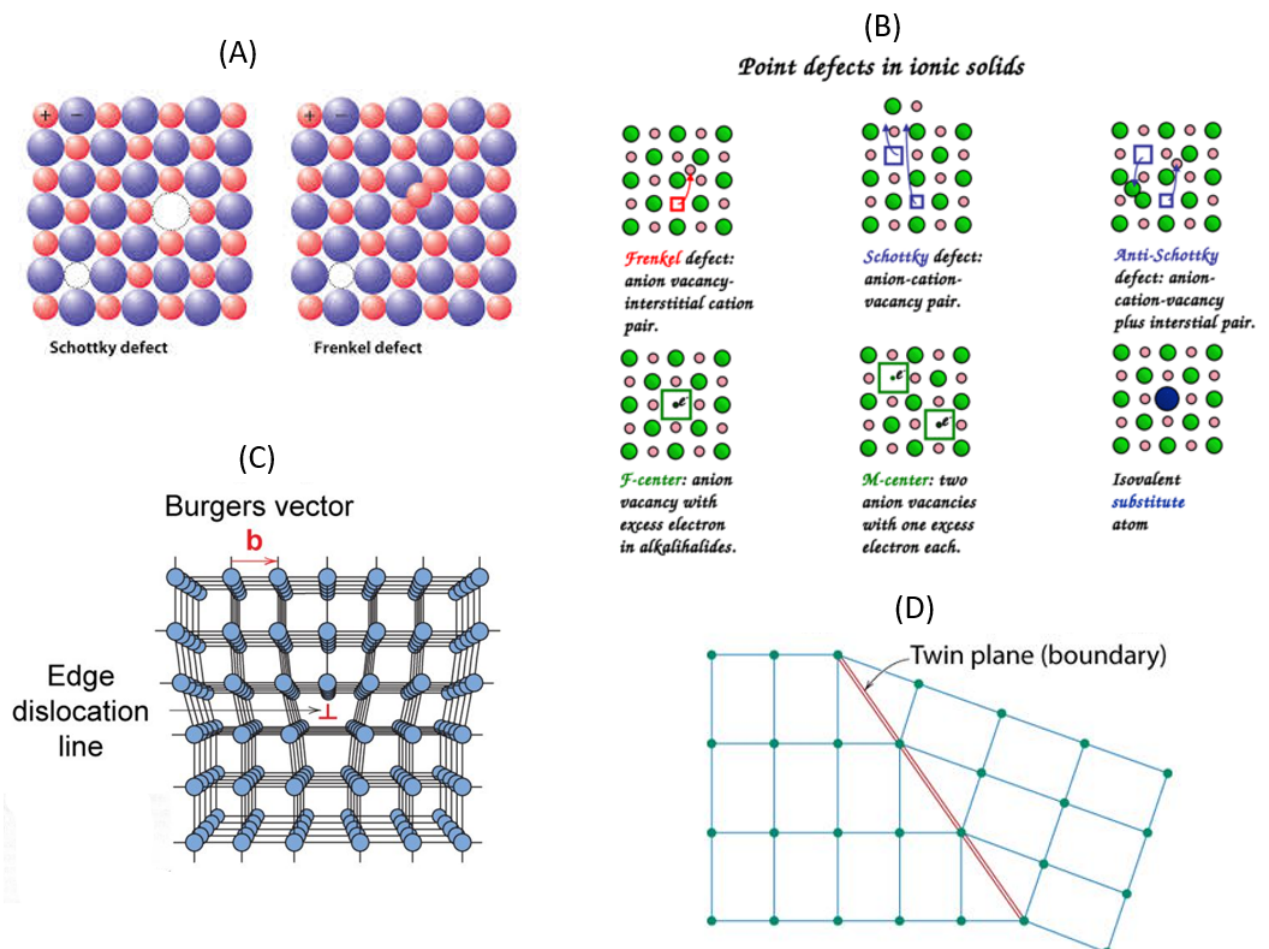 (A)
+ −
+ −
Schottky defect
Frenkel defect
(B)
Point defects in ionic solids
Frenkel defect:
anion vacancy-
interstitial cation
pair.
Schottky defect:
anion-cation-
vacancy pair.
Anti-Schottky
defect: anion-
cation-vacancy
plus interstial pair.
e-
F-center: anion
vacancy with
excess electron
in alkalihalides.
e-
e-
M-center: two
anion vacancies
with one excess
electron each.
Isovalent
substitute
atom
(C)
Burgers vector
b
Edge
dislocation
line
⊥
(D)
Twin plane (boundary)